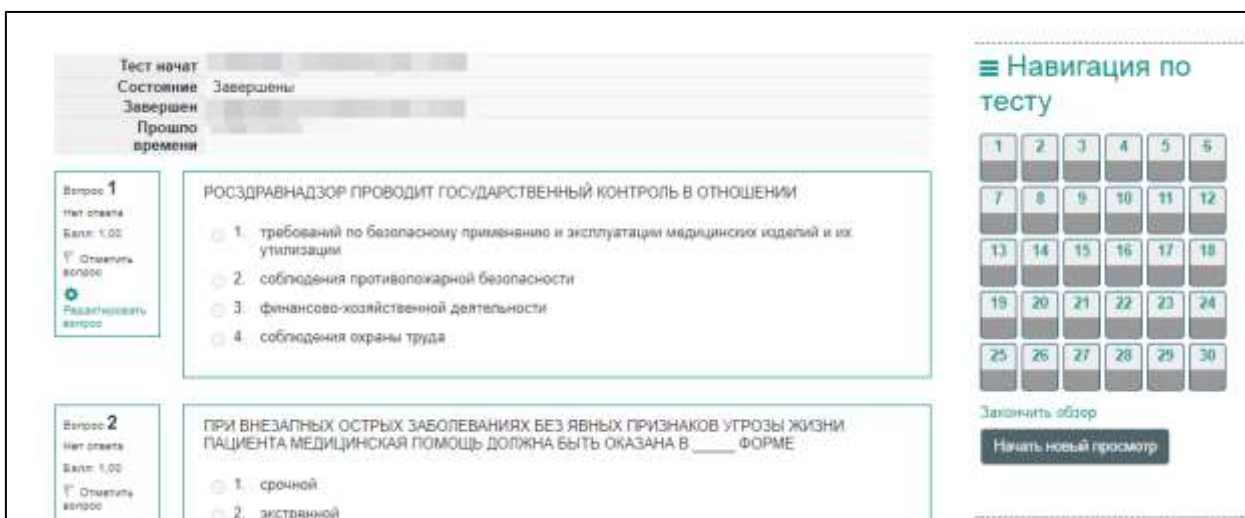 Тест начат
Состояние Завершены
Завершен
Прошло
времени
Вопрос 1
Нет ответа
Балл: 1,00
Отметить
вопрос
Редактировать
вопрос
РОСЗДРАВНАДЗОР ПРОВОДИТ ГОСУДАРСТВЕННЫЙ КОНТРОЛЬ В ОТНОШЕНИИ
1. требований по безопасному применению и эксплуатации медицинских изделий и их
утилизации
2. соблюдения противопожарной безопасности
3. финансово-хозяйственной деятельности
4. соблюдения охраны труда
Вопрос 2
Нет ответа
Балл: 1,00
Отметить
вопрос
ПРИ ВНЕЗАПНЫХ ОСТРЫХ ЗАБОЛЕВАНИЯХ БЕЗ ЯВНЫХ ПРИЗНАКОВ УГРОЗЫ ЖИЗНИ
ПАЦИЕНТА МЕДИЦИНСКАЯ ПОМОЩЬ ДОЛЖНА БЫТЬ ОКАЗАНА В _____ ФОРМЕ
1. срочной
2. экстренной
Навигация по
тесту
1 2 3 4 5 6
7 8 9 10 11 12
13 14 15 16 17 18
19 20 21 22 23 24
25 26 27 28 29 30
Закончить обзор
Начать новый просмотр